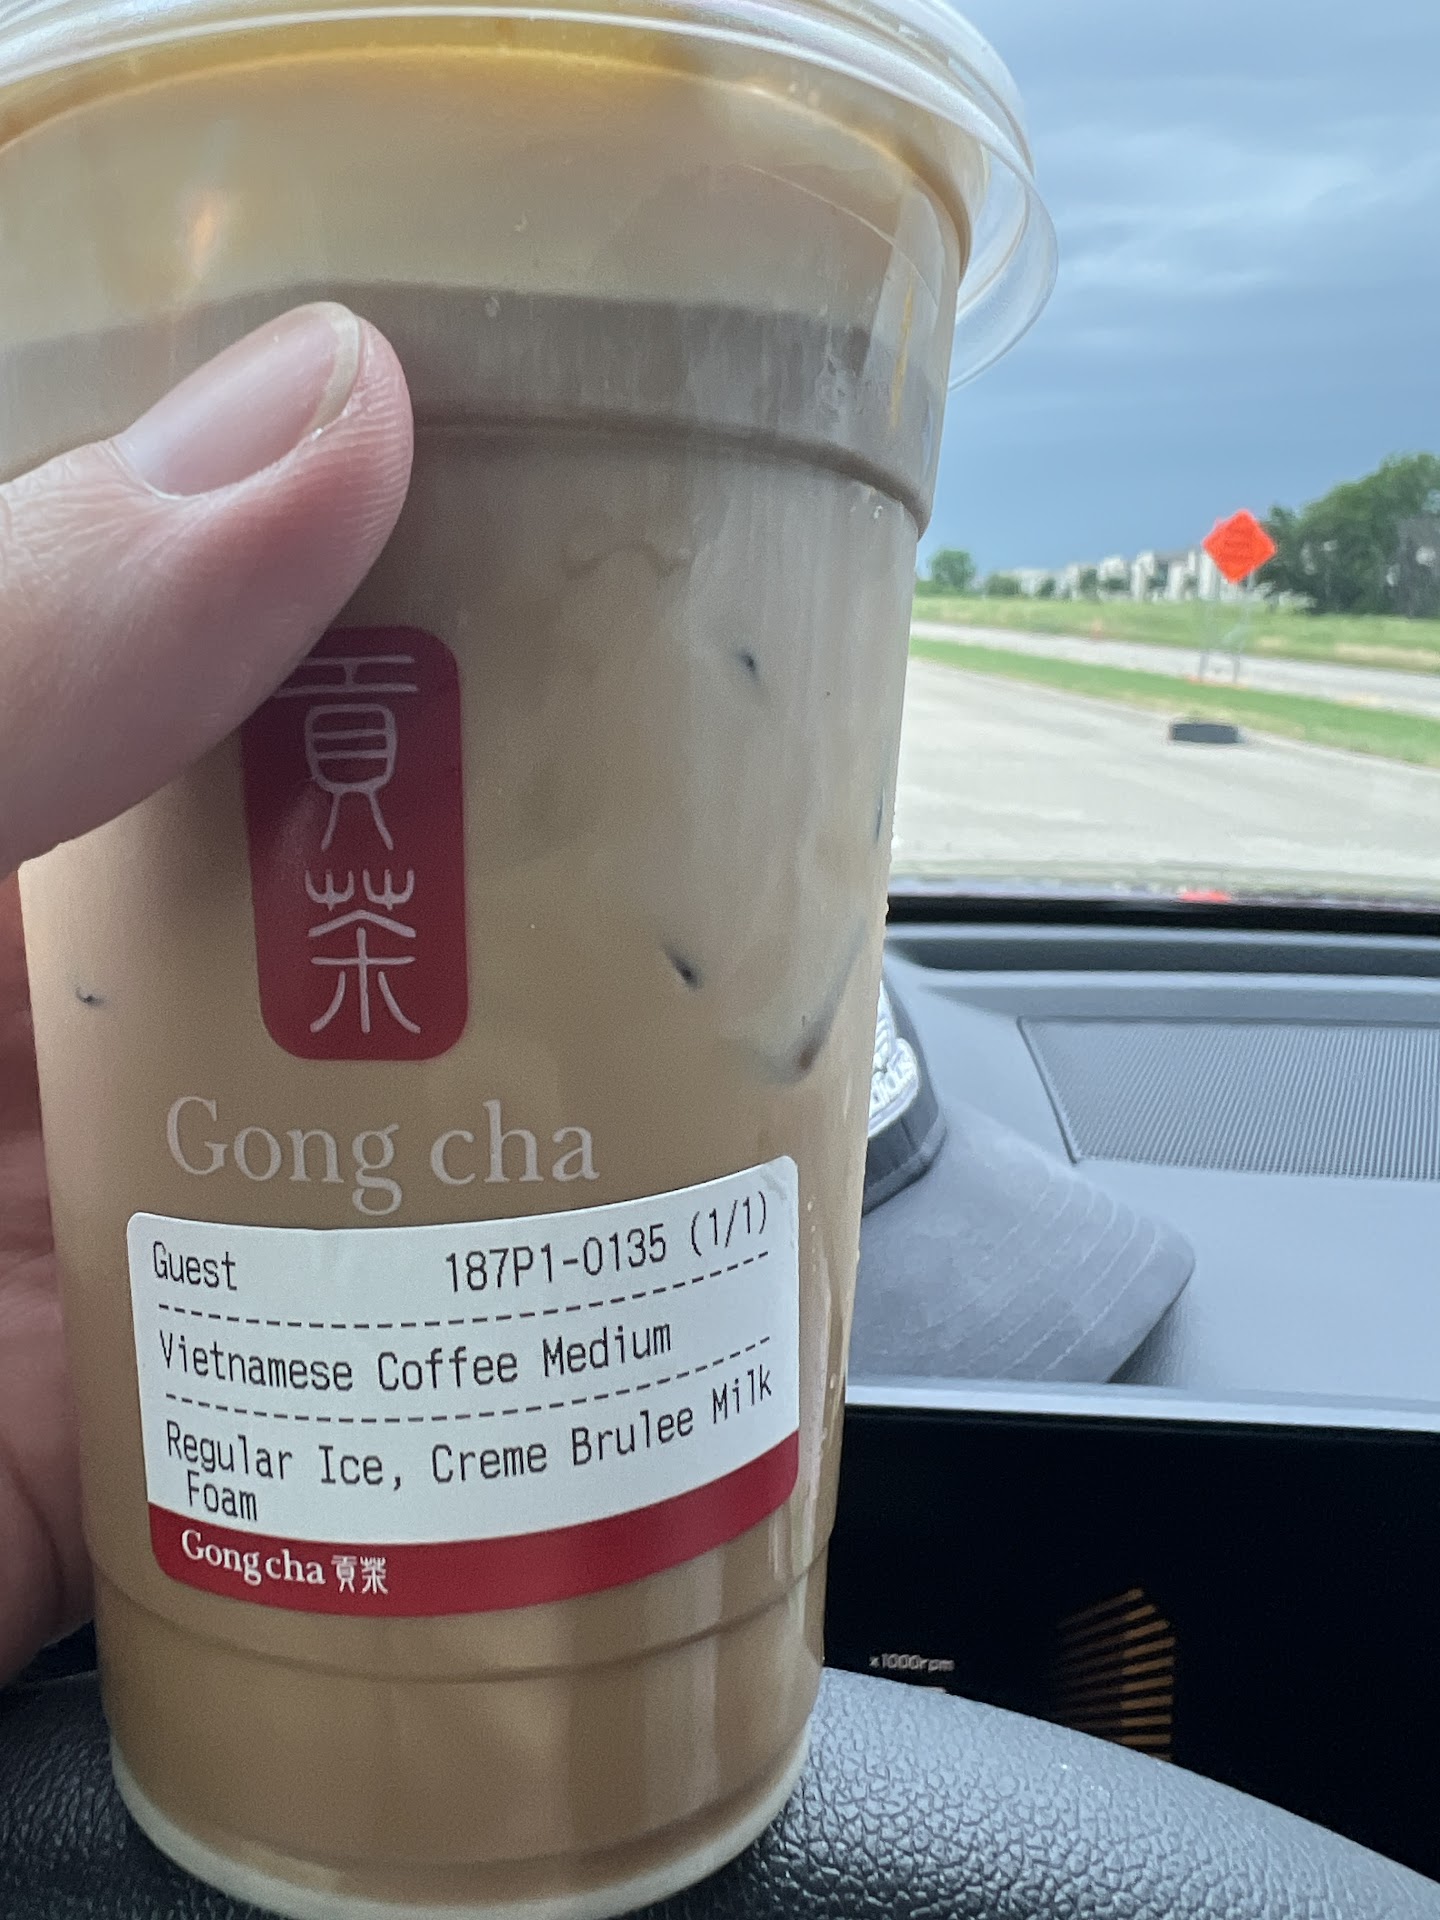 貢
茶
Gong cha
Guest 187P1-0135 (1/1)
Vietnamese Coffee Medium
Regular Ice, Creme Brulee Milk
Foam
Gong cha 貢茶
x1000rpm